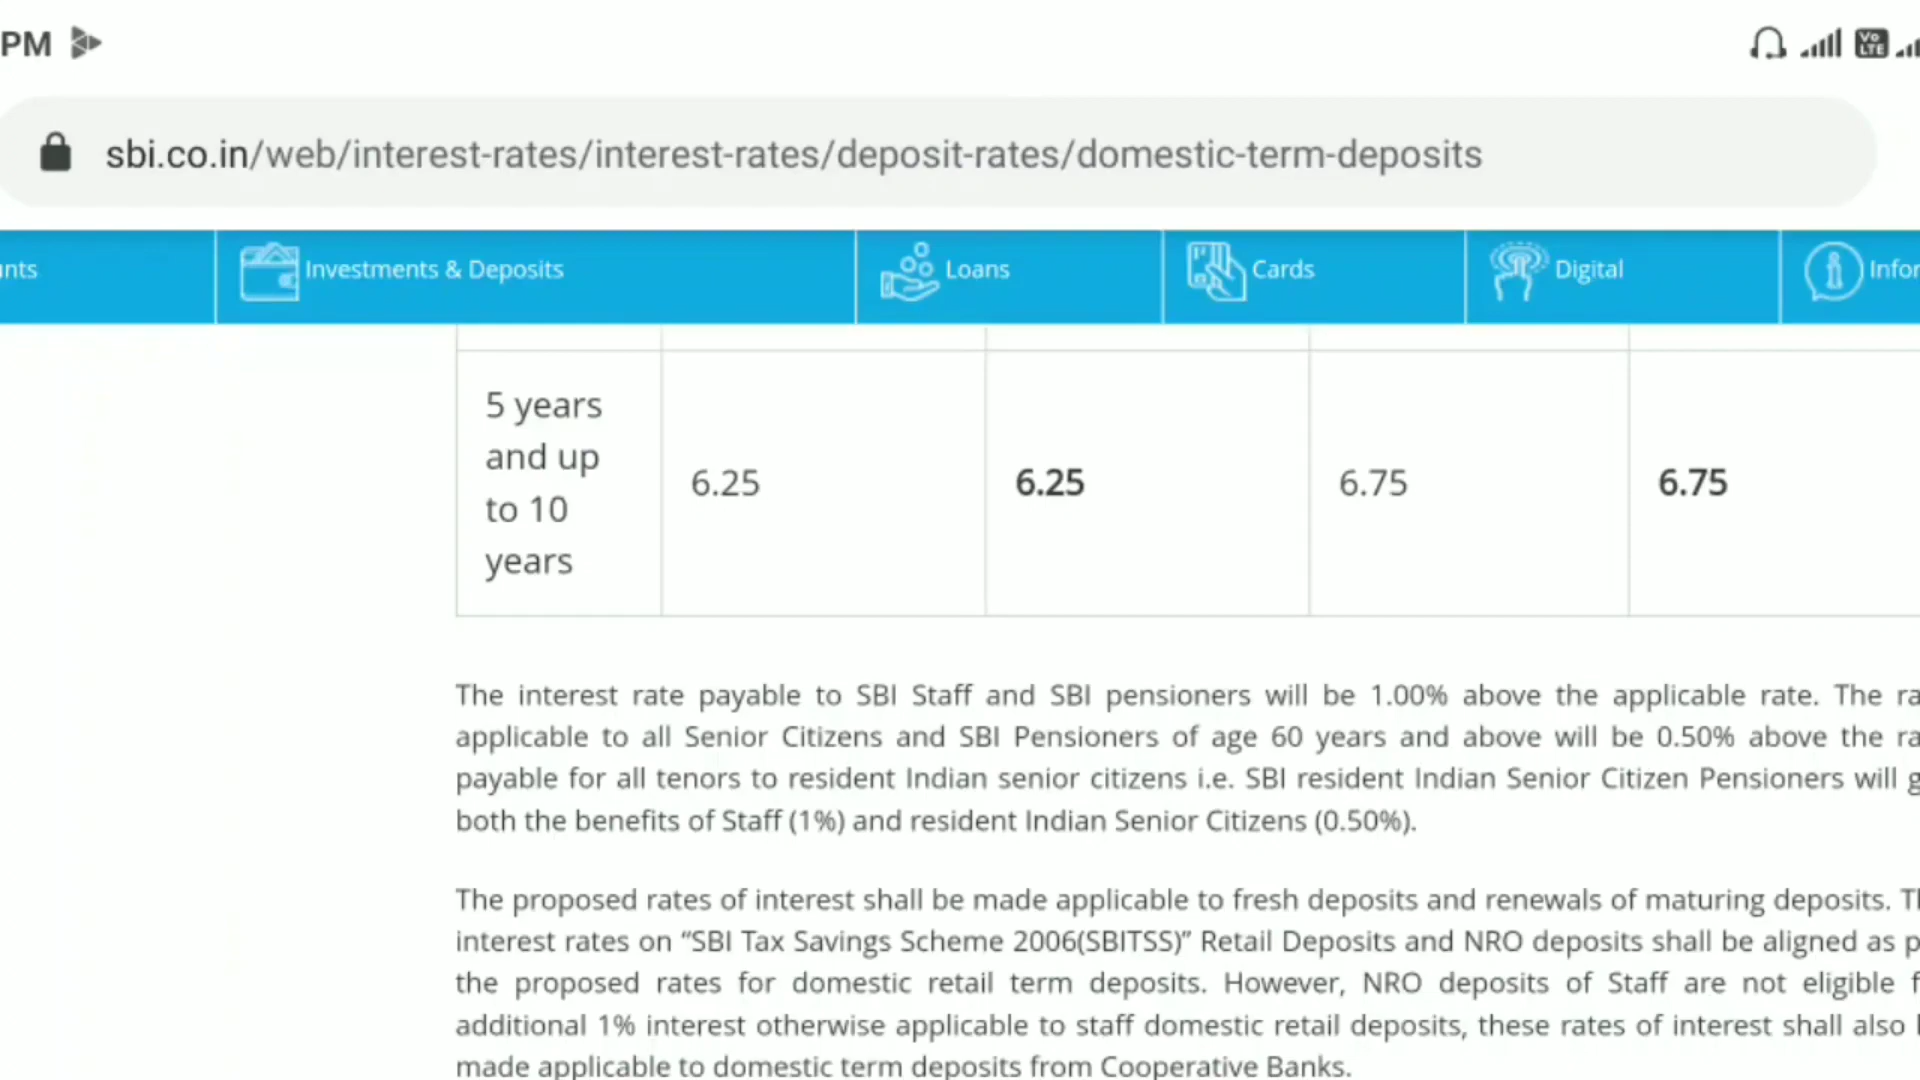 PM
Vo
LTE
sbi.co.in/web/interest-rates/interest-rates/deposit-rates/domestic-term-deposits
Investments & Deposits Loans Cards Digital
5 years
and up
to 10
years
6.25 6.25 6.75 6.75
The interest rate payable to SBI Staff and SBI pensioners will be 1.00% above the applicable rate. The
applicable to all Senior Citizens and SBI Pensioners of age 60 years and above will be 0.50% above the
payable for all tenors to resident Indian senior citizens i.e. SBI resident Indian Senior Citizen Pensioners will
both the benefits of Staff (1%) and resident Indian Senior Citizens (0.50%).
The proposed rates of interest shall be made applicable to fresh deposits and renewals of maturing deposits.
interest rates on “SBI Tax Savings Scheme 2006(SBITSS)” Retail Deposits and NRO deposits shall be aligned as
the proposed rates for domestic retail term deposits. However, NRO deposits of Staff are not eligible
additional 1% interest otherwise applicable to staff domestic retail deposits, these rates of interest shall also
made applicable to domestic term deposits from Cooperative Banks.